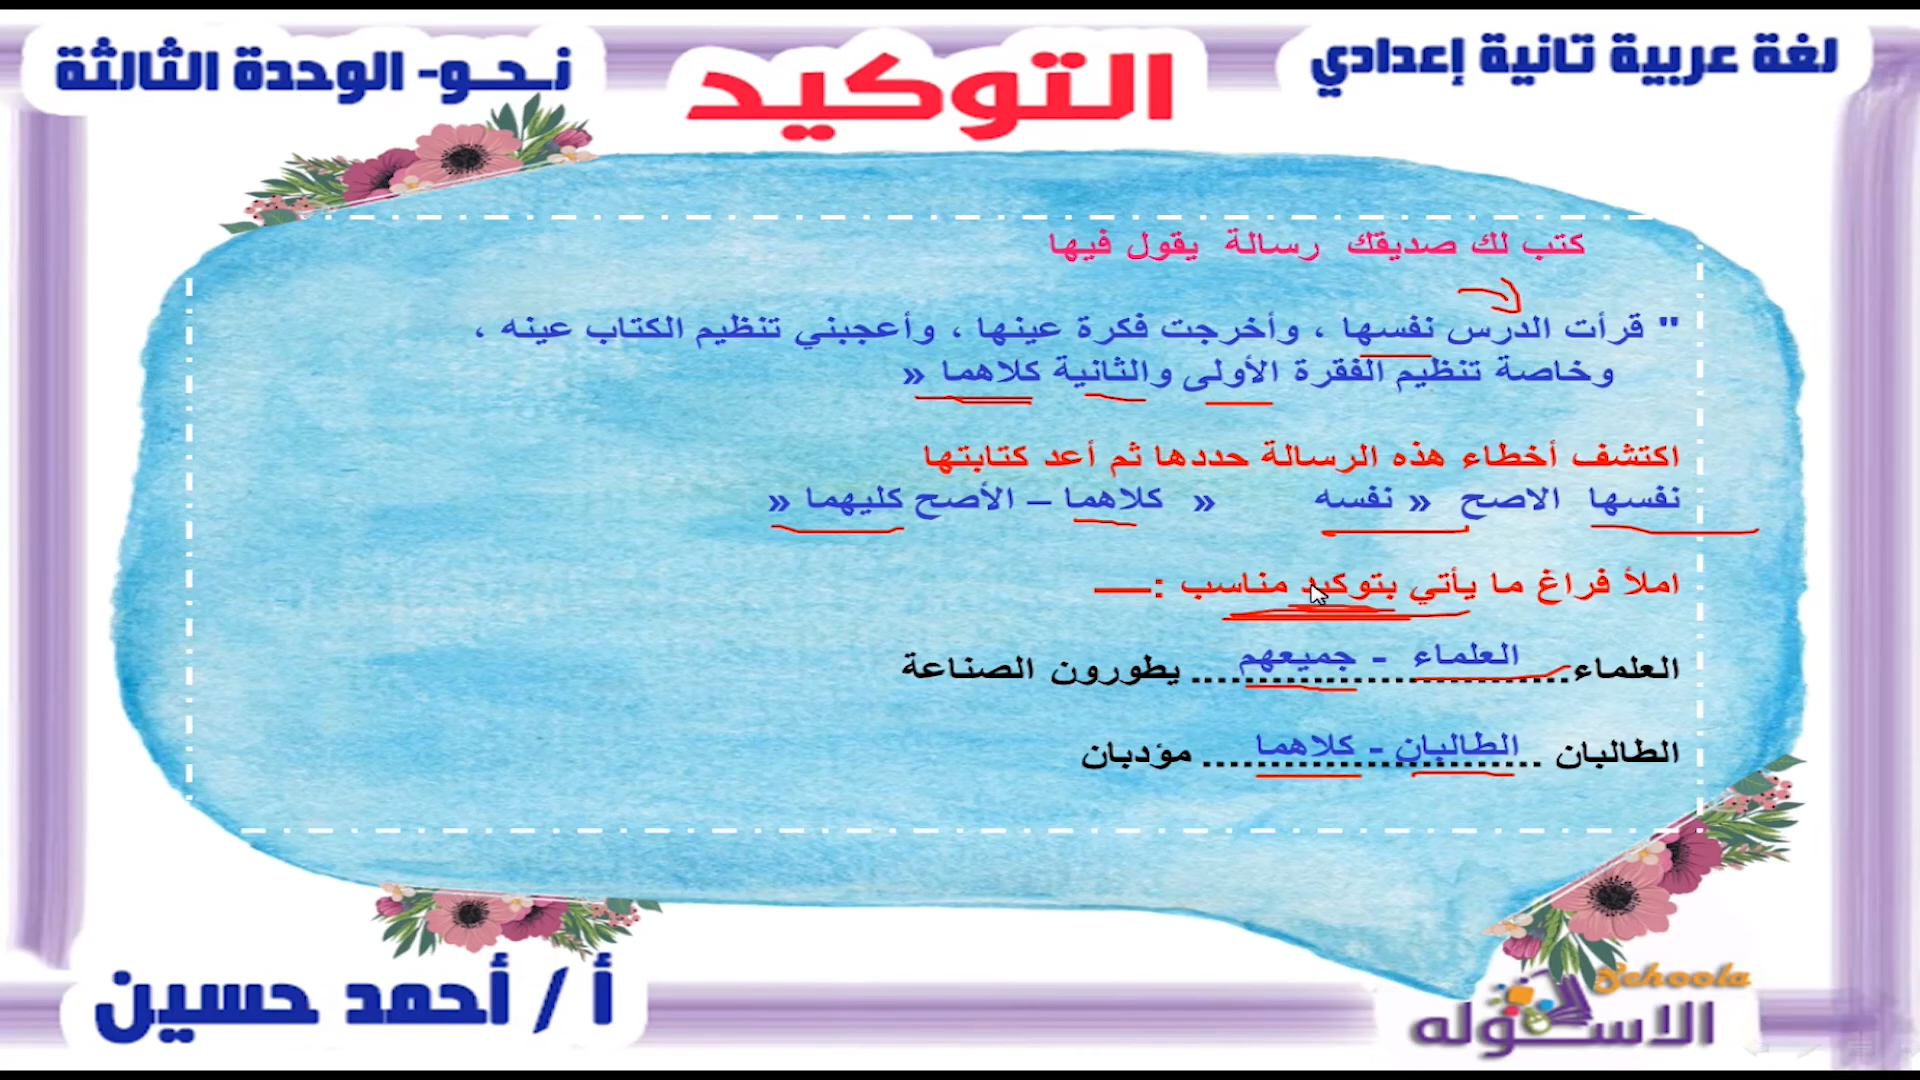 لغة عربية تانية إعدادي
التوكيد
نحو- الوحدة الثالثة
كتب لك صديقك رسالة يقول فيها
" قرأت الدرس نفسها ، وأخرجت فكرة عينها ، وأعجبني تنظيم الكتاب عينه ،
وخاصة تنظيم الفقرة الأولى والثانية كلاهما »
اكتشف أخطاء هذه الرسالة حددها ثم أعد كتابتها
نفسها الاصح » نفسه » كلاهما – الأصح كليهما »
املأ فراغ ما يأتي بتوكيد مناسب :ــــ
العلماء............العلماء - جميعهم............ يطورون الصناعة
الطالبان ............الطالبان - كلاهما............ مؤدبان
أ / أحمد حسين
Schoola
الاسكوله